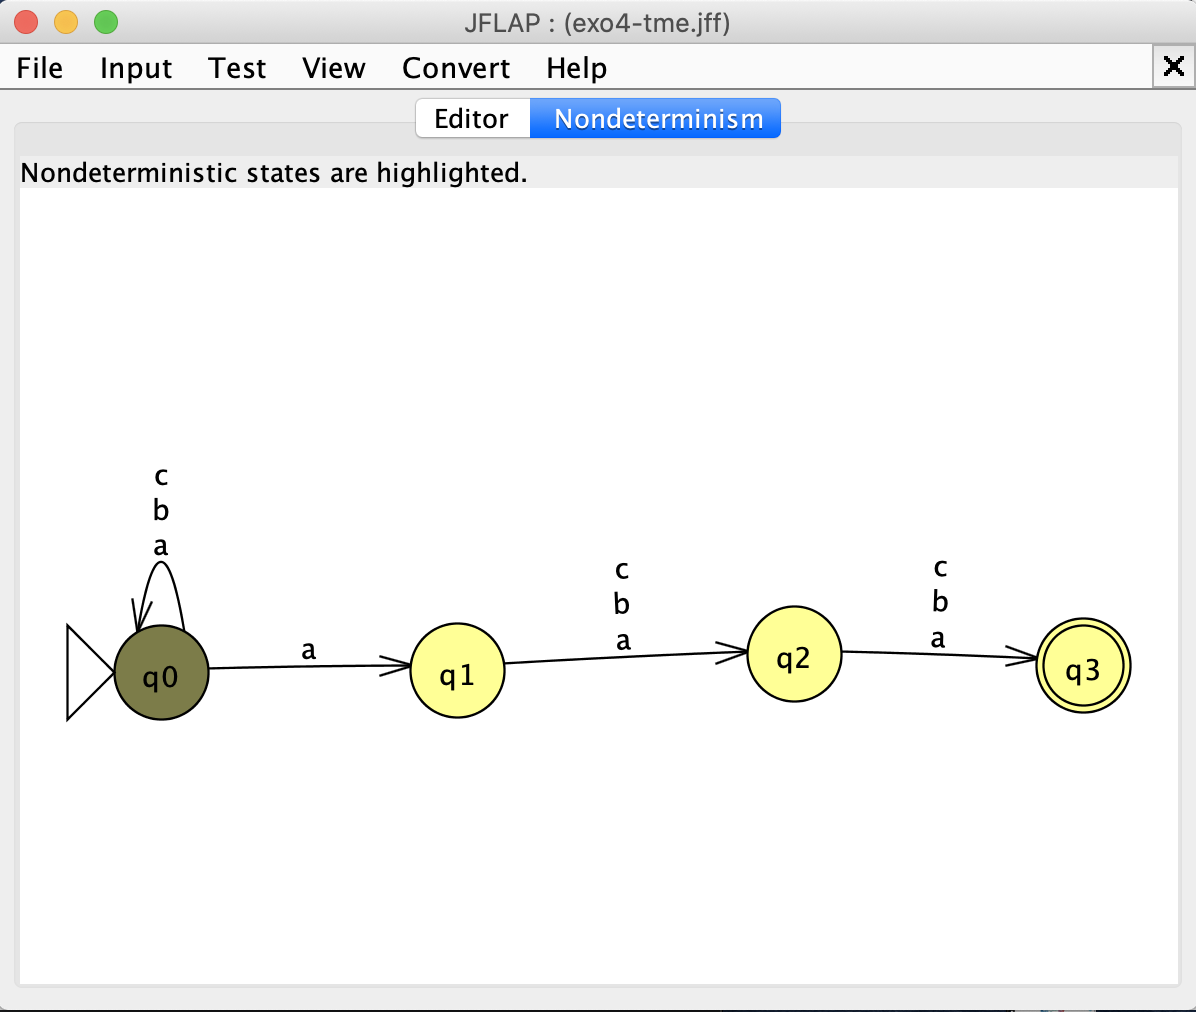 JFLAP : (exo4-tme.jff)
File Input Test View Convert Help
Editor Nondeterminism
Nondeterministic states are highlighted.
c
b
a
c
b
a
c
b
a
a
q0
q1
q2
q3